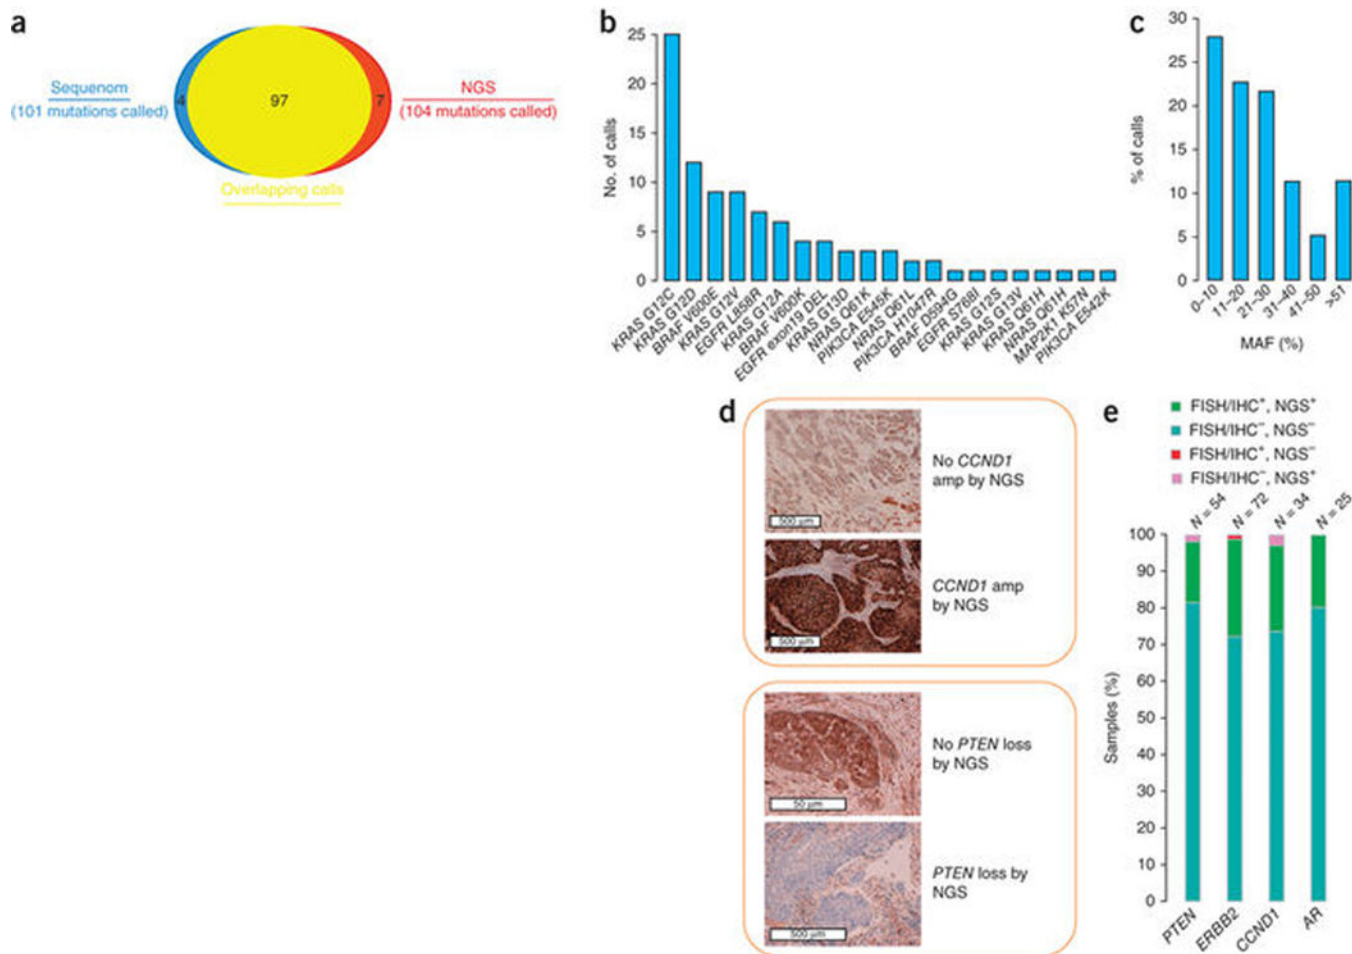 a
Sequenom
(101 mutations called)
4
97
7
NGS
(104 mutations called)
Overlapping calls
b
No. of calls
25
20
15
10
5
0
KRAS G12C
KRAS G12D
BRAF V600E
KRAS G12V
EGFR L858R
KRAS G12A
BRAF V600K
EGFR exon19 DEL
KRAS G13D
NRAS Q61K
PIK3CA E545K
NRAS Q61L
PIK3CA H1047R
BRAF D594G
EGFR S768I
KRAS G12S
KRAS G13V
KRAS Q61H
NRAS Q61H
MAP2K1 K57N
PIK3CA E542K
c
% of calls
30
25
20
15
10
5
0
0–10
11–20
21–30
31–40
41–50
>51
MAF (%)
d
No CCND1
amp by NGS
500 µm
CCND1 amp
by NGS
500 µm
No PTEN loss
by NGS
50 µm
PTEN loss by
NGS
500 µm
e
FISH/IHC⁺, NGS⁺
FISH/IHC⁻, NGS⁻
FISH/IHC⁺, NGS⁻
FISH/IHC⁻, NGS⁺
N = 54
N = 72
N = 34
N = 25
Samples (%)
100
90
80
70
60
50
40
30
20
10
0
PTEN
ERBB2
CCND1
AR